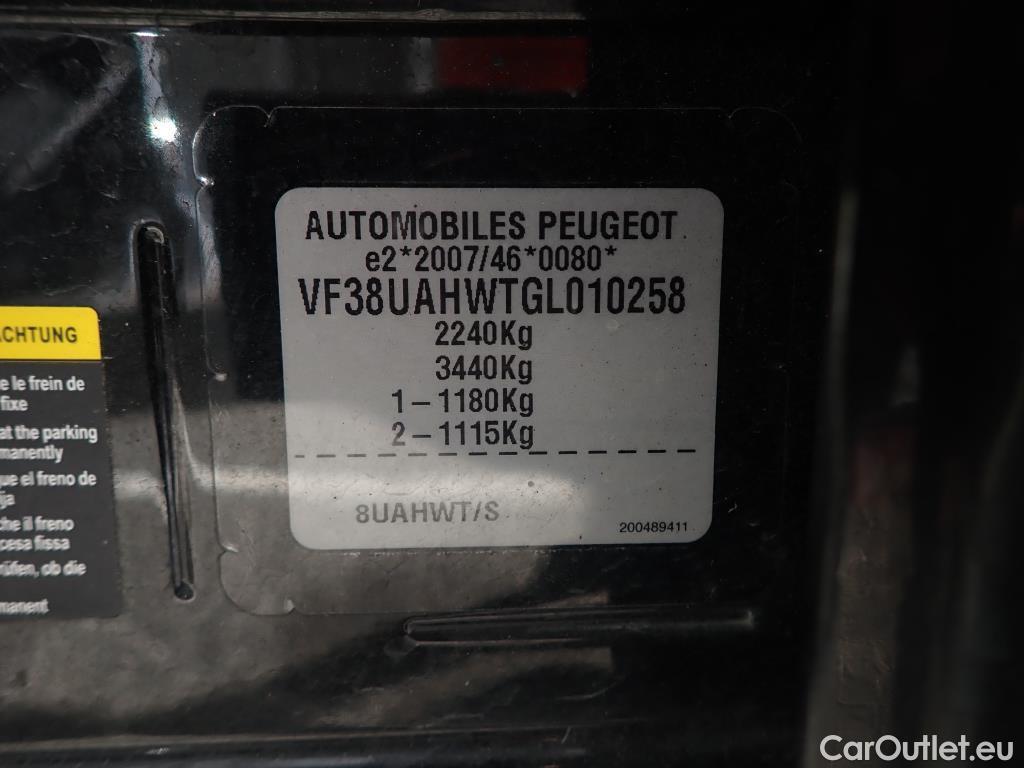 AUTOMOBILES PEUGEOT
e2*2007/46*0080*
VF38UAHWTGL010258
2240Kg
3440Kg
1-1180Kg
2-1115Kg
8UAHWT/S
200489411
ACHTUNG
e le frein de
fixe
at the parking
manently
que el freno de
ja
che il freno
cesa fissa
rüfen, ob die
manent
CarOutlet.eu